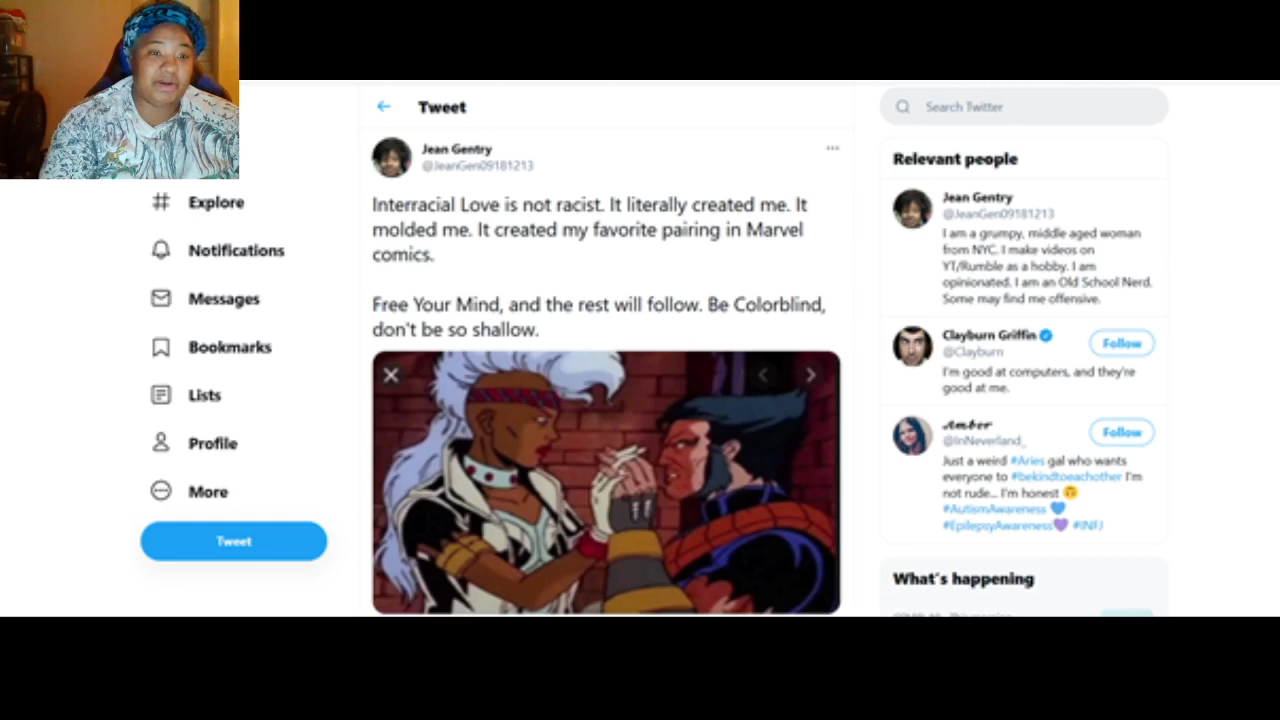 Tweet
Jean Gentry
@JeanGen09181213
Interracial Love is not racist. It literally created me. It
molded me. It created my favorite pairing in Marvel
comics.
Free Your Mind, and the rest will follow. Be Colorblind,
don't be so shallow.
Explore
Notifications
Messages
Bookmarks
Lists
Profile
More
Tweet
Search Twitter
Relevant people
Jean Gentry
@JeanGen09181213
I am a grumpy, middle aged woman
from NYC. I make videos on
YT/Rumble as a hobby. I am
opinionated. I am an Old School Nerd.
Some may find me offensive.
Clayburn Griffin
@Clayburn
Follow
I'm good at computers, and they're
good at me.
Amber
@InNeverland_
Follow
Just a weird #Aries gal who wants
everyone to #bekindtoeachother I'm
not rude... I'm honest 🙃
#AutismAwareness 💙
#EpilepsyAwareness💜 #INFJ
What's happening